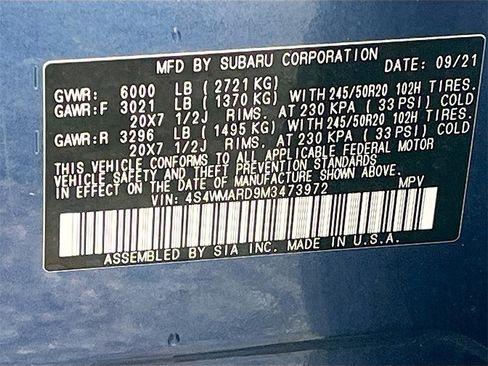 MFD BY SUBARU CORPORATION DATE: 09/21
GVWR: 6000 LB ( 2721 KG)
GAWR:F 3021 LB ( 1370 KG) WITH 245/50R20 102H TIRES.
20X7 1/2J RIMS. AT 230 KPA ( 33 PSI) COLD
GAWR:R 3296 LB ( 1495 KG) WITH 245/50R20 102H TIRES.
20X7 1/2J RIMS. AT 230 KPA ( 33 PSI) COLD
THIS VEHICLE CONFORMS TO ALL APPLICABLE FEDERAL MOTOR
VEHICLE SAFETY AND THEFT PREVENTION STANDARDS
IN EFFECT ON THE DATE OF MANUFACTURE SHOWN ABOVE.
VIN: 4S4WMARD9M3473972 MPV
ASSEMBLED BY SIA INC. MADE IN U.S.A.